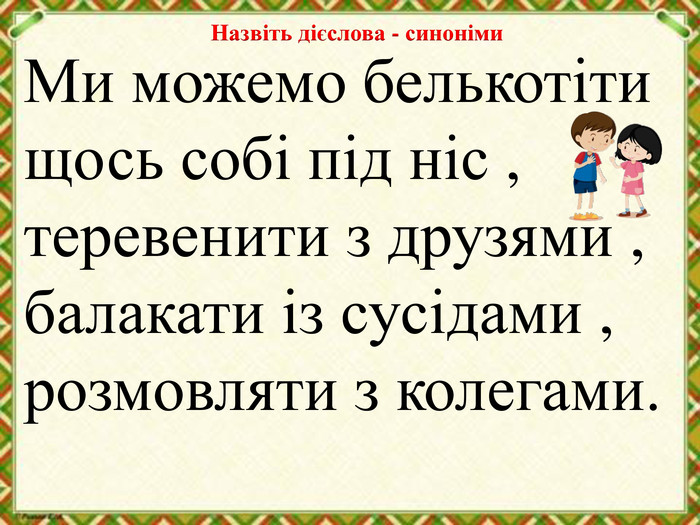 Назвіть дієслова - синоніми
Ми можемо белькотіти
щось собі під ніс ,
теревенити з друзями ,
балакати із сусідами ,
розмовляти з колегами.